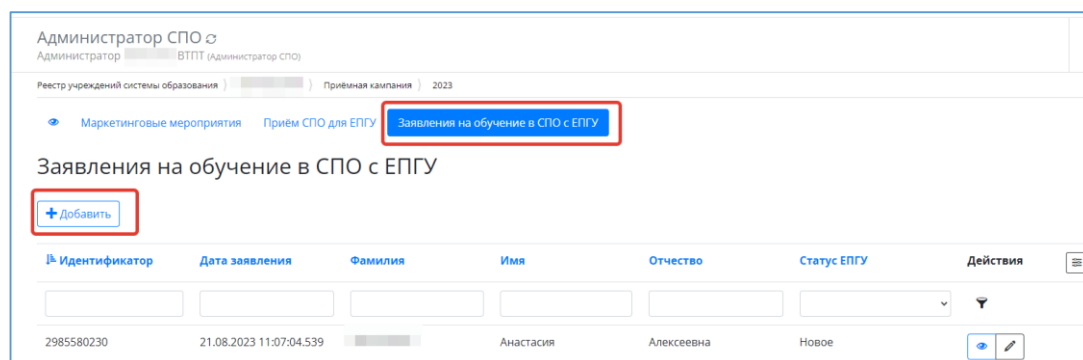 Администратор СПО
Администратор ВТПТ (Администратор СПО)
Реестр учреждений системы образования ) ) Приёмная кампания ) 2023
Маркетинговые мероприятия Приём СПО для ЕПГУ Заявления на обучение в СПО с ЕПГУ
Заявления на обучение в СПО с ЕПГУ
+ Добавить
Идентификатор Дата заявления Фамилия Имя Отчество Статус ЕПГУ Действия
2985580230 21.08.2023 11:07:04.539 Анастасия Алексеевна Новое